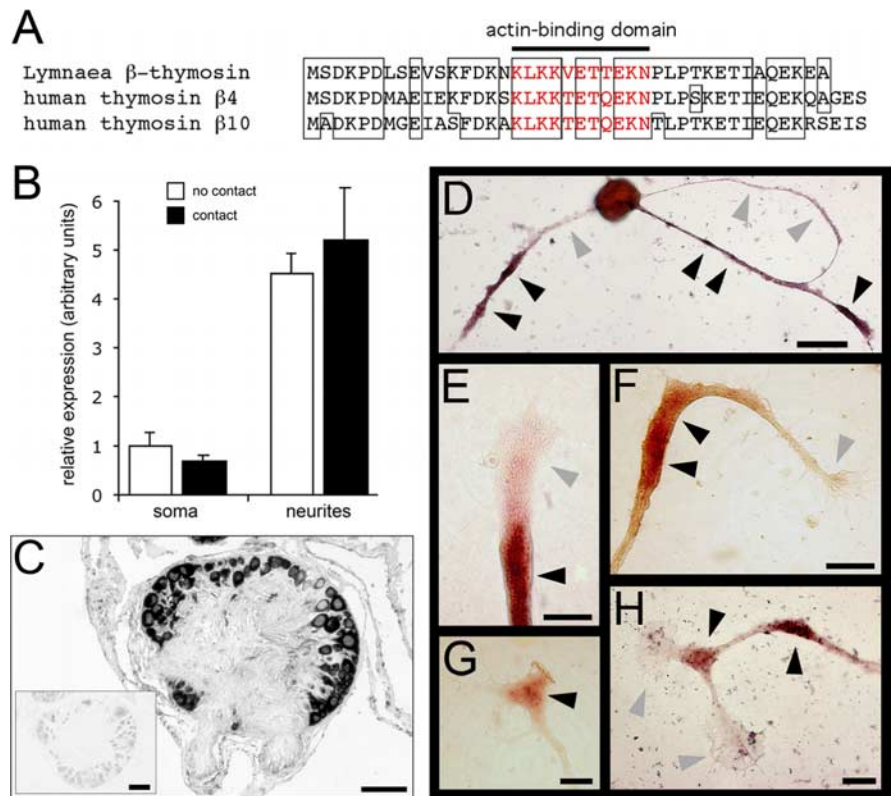 A
actin-binding domain
Lymnaea β-thymosin MSDKPDLSEVSKFDKNKLKKVETTEKNPLPTKETIAQEKEA
human thymosin β4 MSDKPDMAEIEKFDKSKLKKTETQEKNPLPSKETIEQEKQAGES
human thymosin β10 MADKPDMGEIASFDKAKLKKTETQEKNTLPTKETIEQEKRSEIS
B
no contact
contact
relative expression (arbitrary units)
7
6
5
4
3
2
1
0
soma
neurites
C
D
E
F
G
H